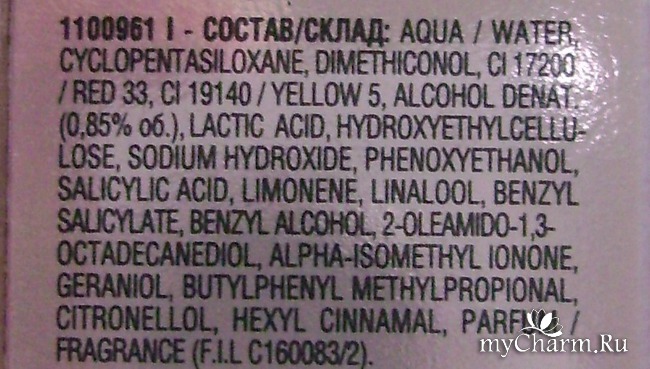 1100961 I - СОСТАВ/СКЛАД: AQUA / WATER,
CYCLOPENTASILOXANE, DIMETHICONOL, CI 17200
/ RED 33, CI 19140 / YELLOW 5, ALCOHOL DENAT.
(0,85% об.), LACTIC ACID, HYDROXYETHYLCELLU-
LOSE, SODIUM HYDROXIDE, PHENOXYETHANOL,
SALICYLIC ACID, LIMONENE, LINALOOL, BENZYL
SALICYLATE, BENZYL ALCOHOL, 2-OLEAMIDO-1,3-
OCTADECANEDIOL, ALPHA-ISOMETHYL IONONE,
GERANIOL, BUTYLPHENYL METHYLPROPIONAL,
CITRONELLOL, HEXYL CINNAMAL, /
FRAGRANCE (F.I.L C160083/2).
myCharm.Ru